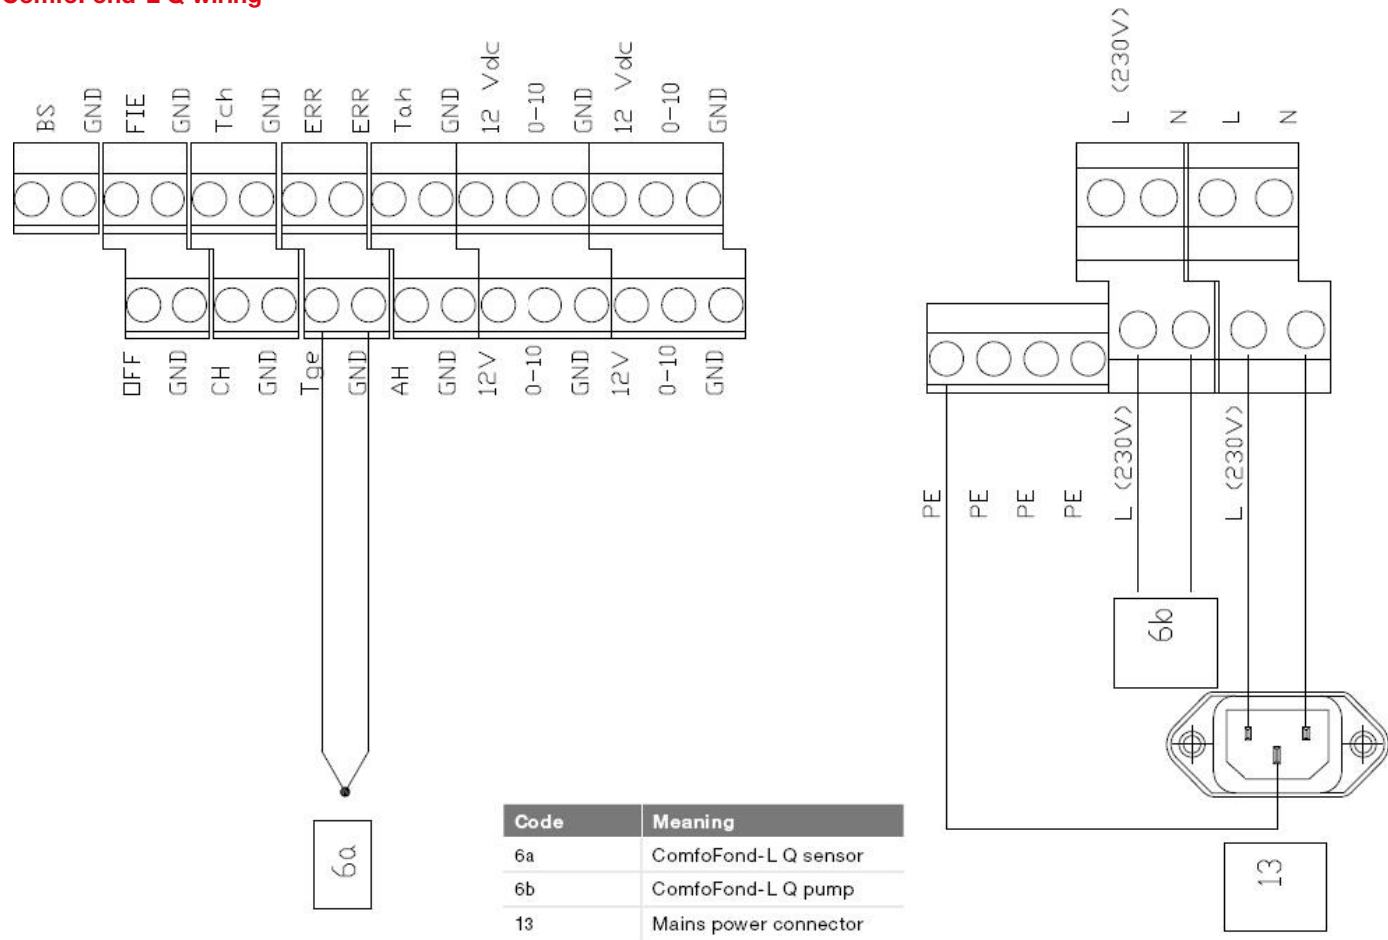 ComfoFond-L Q wiring
BS GND FIE GND Tch GND ERR ERR Tah GND 12 Vdc 0-10 GND 12 Vdc 0-10 GND
L (230V) N L N
OFF GND CH GND Tge GND AH GND 12V 0-10 GND 12V 0-10 GND
PE PE PE PE L (230V) L (230V)
6b
6a
13
Code Meaning
6a ComfoFond-L Q sensor
6b ComfoFond-L Q pump
13 Mains power connector